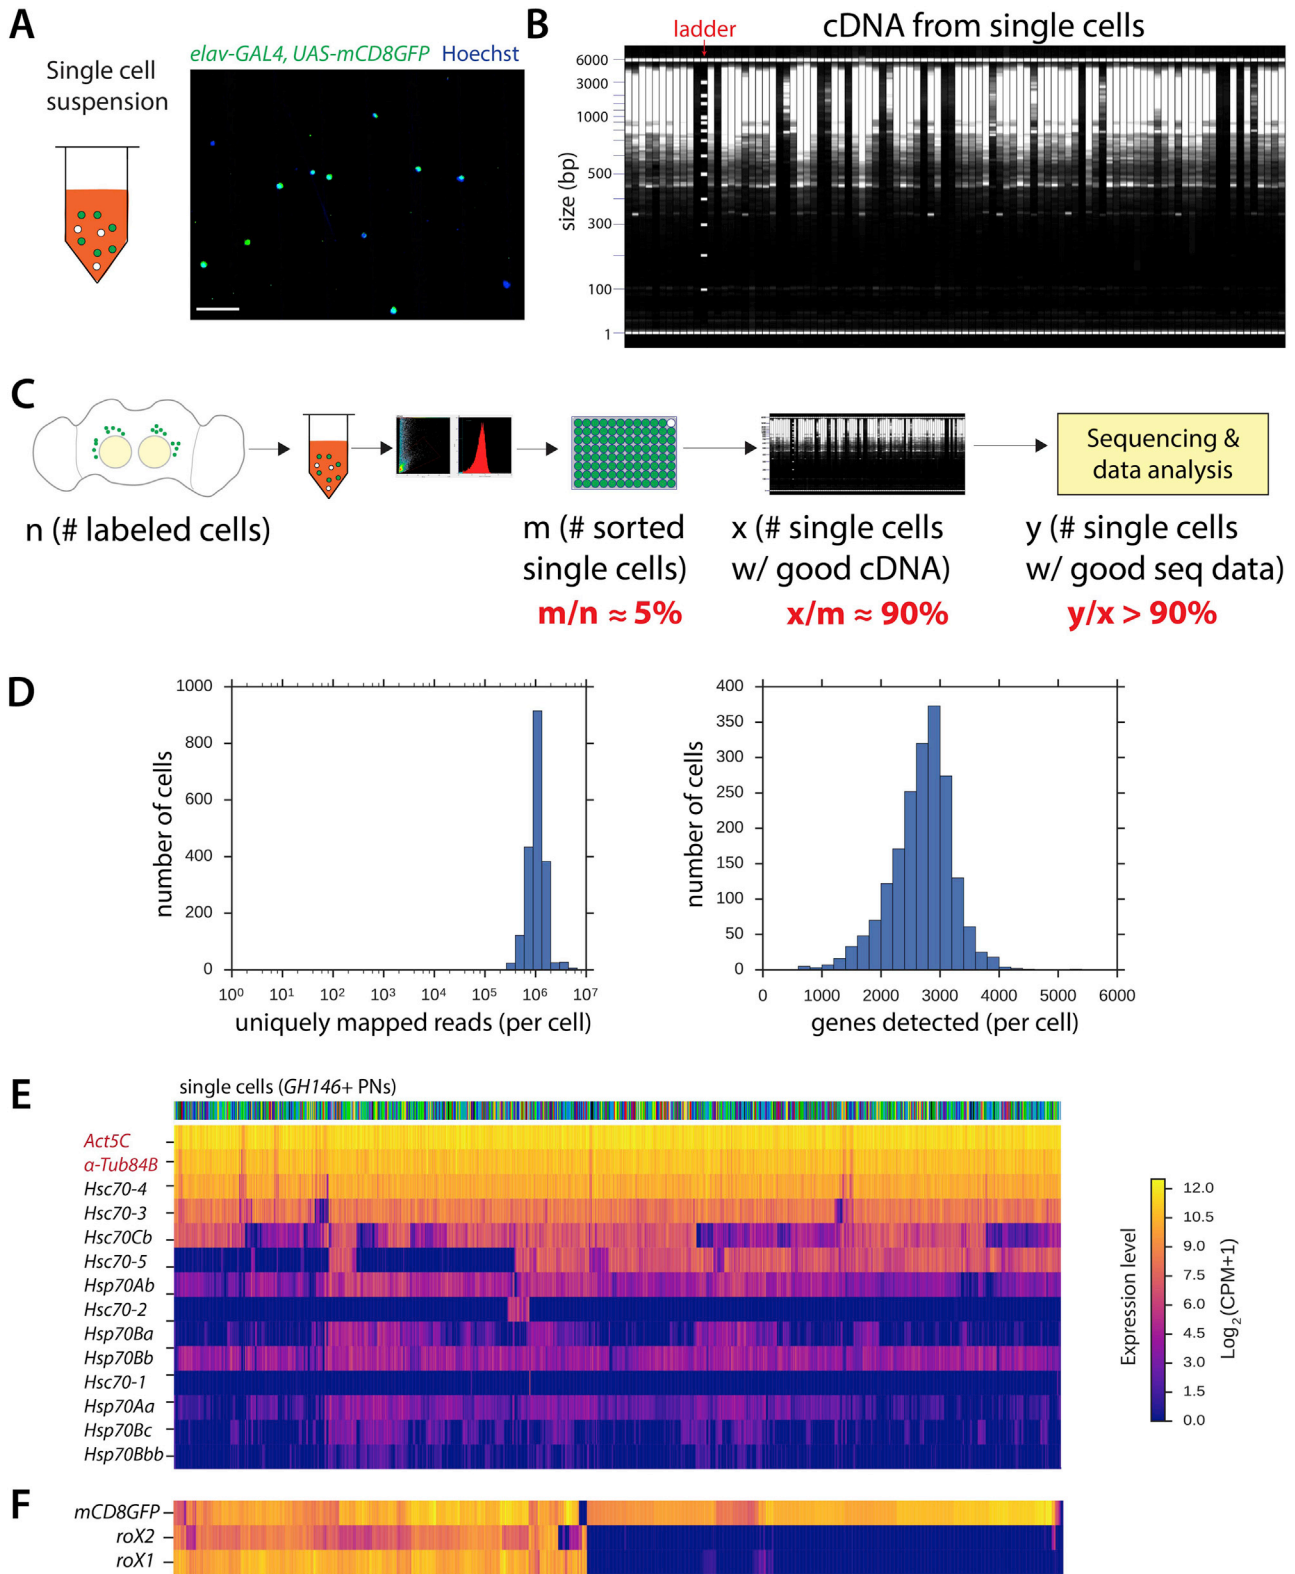 A
Single cell
suspension
elav-GAL4, UAS-mCD8GFP Hoechst
B
ladder
cDNA from single cells
size (bp)
6000
3000
1000
500
300
100
1
C
n (# labeled cells)
m (# sorted
single cells)
m/n ≈ 5%
x (# single cells
w/ good cDNA)
x/m ≈ 90%
Sequencing &
data analysis
y (# single cells
w/ good seq data)
y/x > 90%
D
number of cells
1000
800
600
400
200
0
10⁰ 10¹ 10² 10³ 10⁴ 10⁵ 10⁶ 10⁷
uniquely mapped reads (per cell)
number of cells
400
350
300
250
200
150
100
50
0
0 1000 2000 3000 4000 5000 6000
genes detected (per cell)
E
single cells (GH146+ PNs)
Act5C
α-Tub84B
Hsc70-4
Hsc70-3
Hsc70Cb
Hsc70-5
Hsp70Ab
Hsc70-2
Hsp70Ba
Hsp70Bb
Hsc70-1
Hsp70Aa
Hsp70Bc
Hsp70Bbb
Expression level
Log₂(CPM+1)
12.0
10.5
9.0
7.5
6.0
4.5
3.0
1.5
0.0
F
mCD8GFP
roX2
roX1